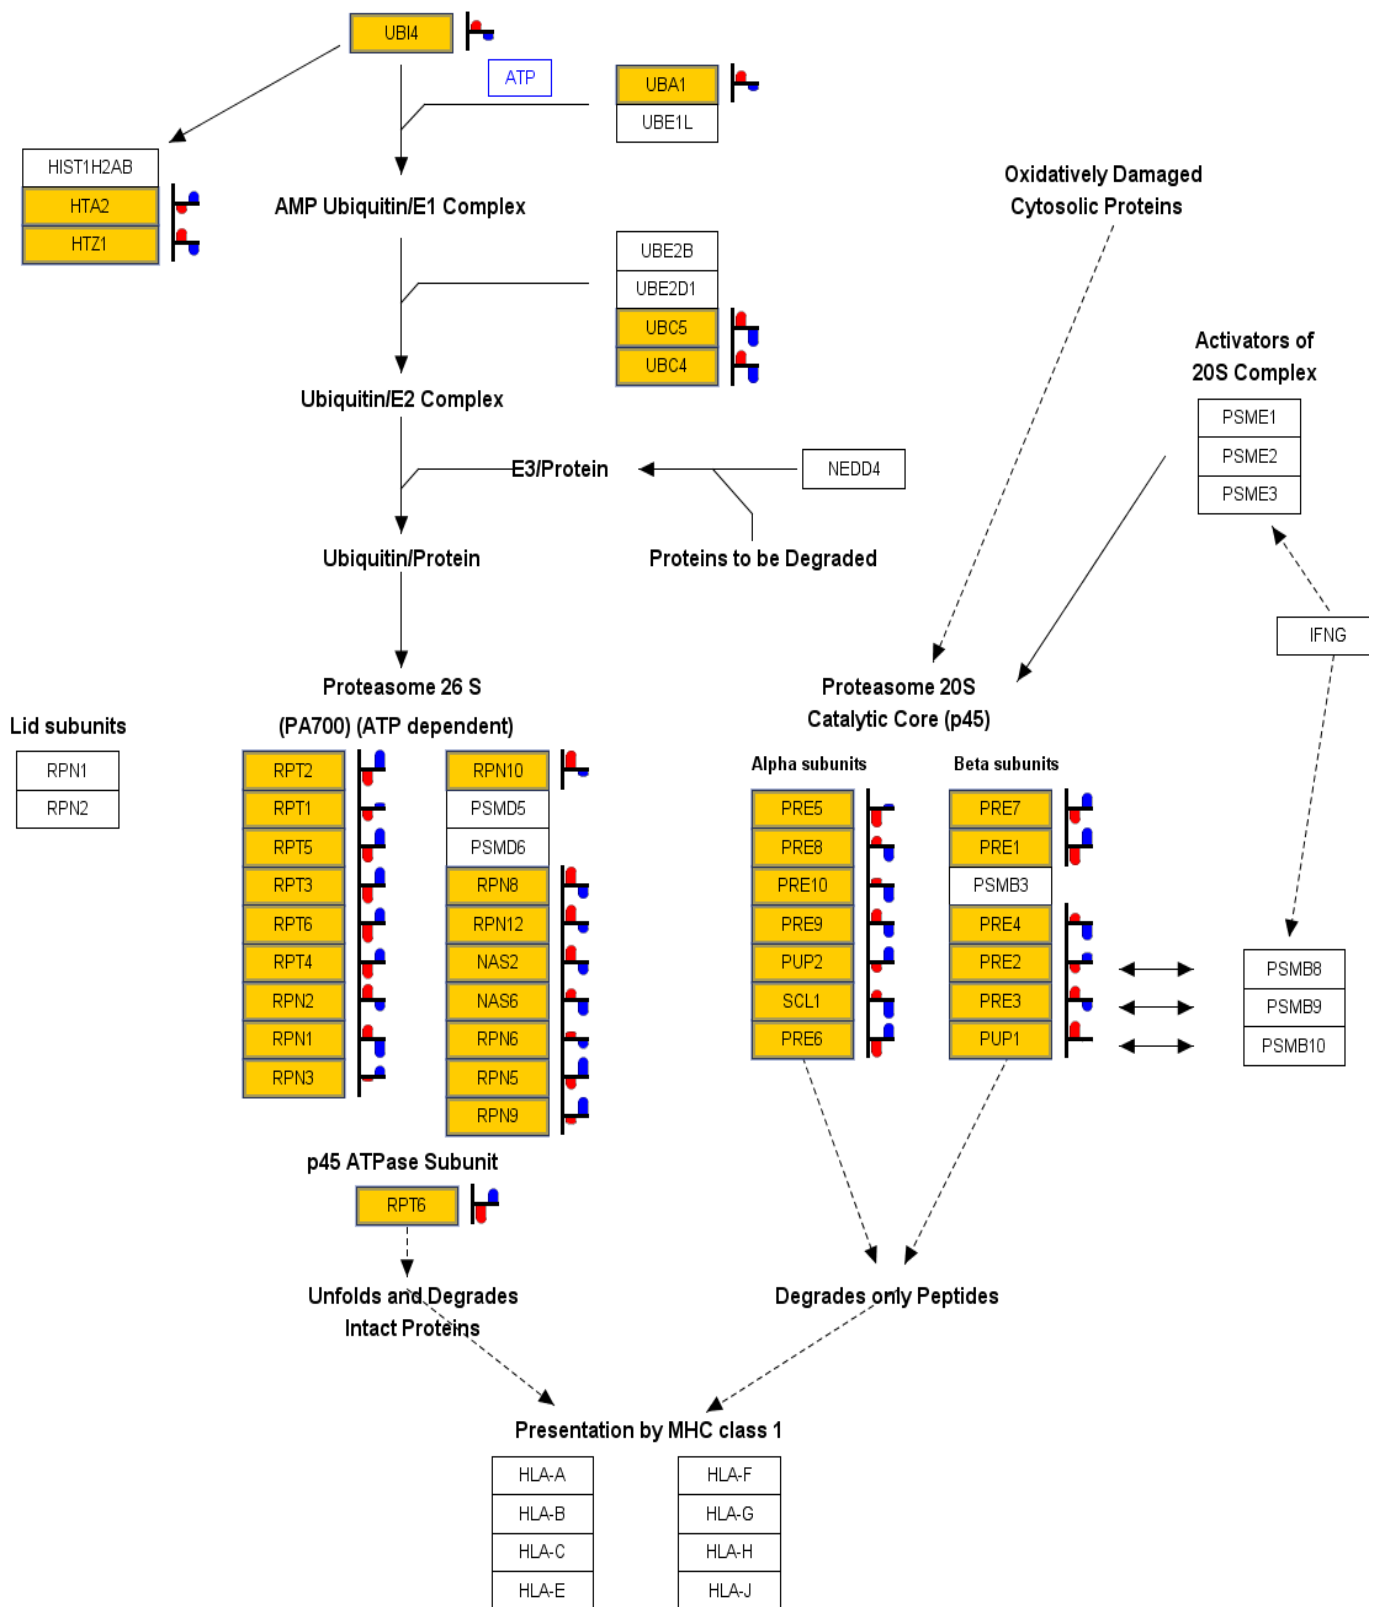 UBI4
ATP
UBA1
UBE1L
HIST1H2AB
HTA2
HTZ1
AMP Ubiquitin/E1 Complex
Oxidatively Damaged
Cytosolic Proteins
UBE2B
UBE2D1
UBC5
UBC4
Activators of
20S Complex
Ubiquitin/E2 Complex
PSME1
PSME2
PSME3
E3/Protein
NEDD4
Ubiquitin/Protein
Proteins to be Degraded
IFNG
Proteasome 26 S
(PA700) (ATP dependent)
Proteasome 20S
Catalytic Core (p45)
Lid subunits
RPN1
RPN2
RPT2
RPT1
RPT5
RPT3
RPT6
RPT4
RPN2
RPN1
RPN3
RPN10
PSMD5
PSMD6
RPN8
RPN12
NAS2
NAS6
RPN6
RPN5
RPN9
Alpha subunits
PRE5
PRE8
PRE10
PRE9
PUP2
SCL1
PRE6
Beta subunits
PRE7
PRE1
PSMB3
PRE4
PRE2
PRE3
PUP1
PSMB8
PSMB9
PSMB10
p45 ATPase Subunit
RPT6
Unfolds and Degrades
Intact Proteins
Degrades only Peptides
Presentation by MHC class 1
HLA-A
HLA-B
HLA-C
HLA-E
HLA-F
HLA-G
HLA-H
HLA-J